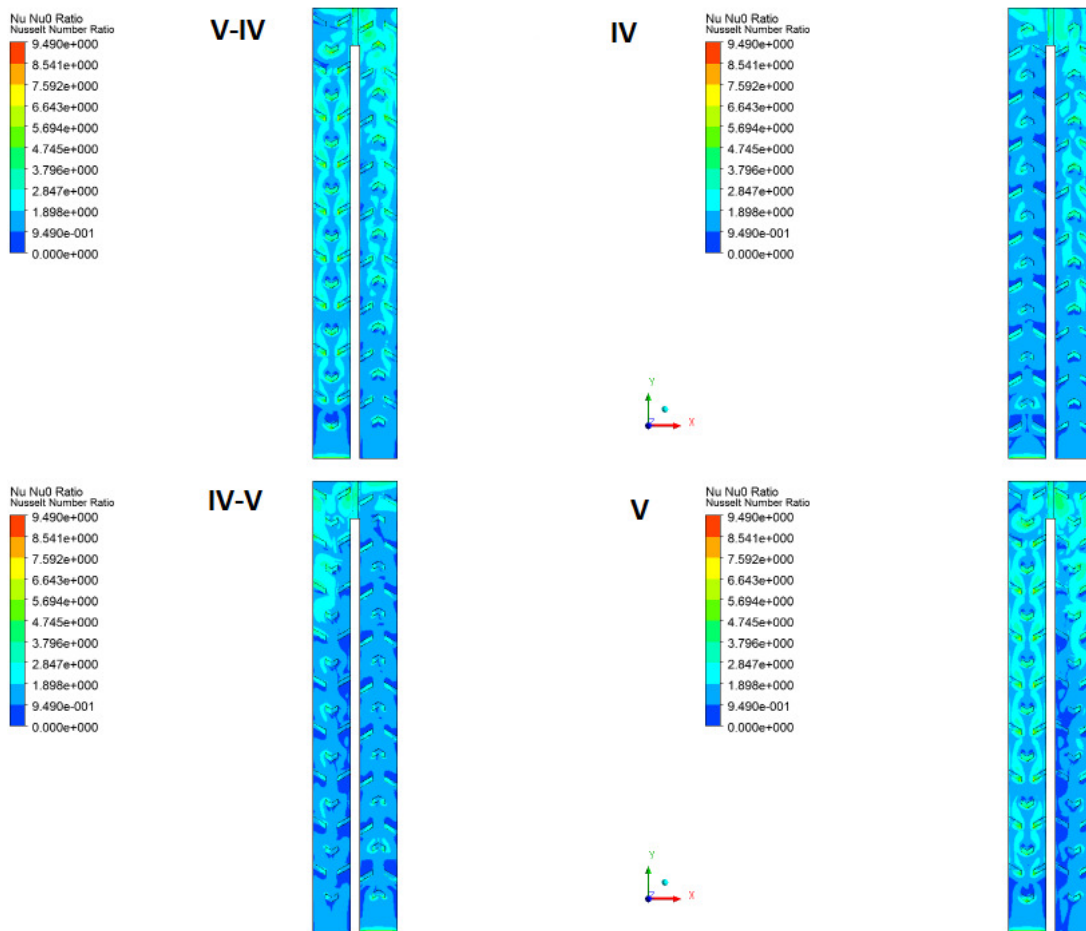 Nu Nu0 Ratio
Nusselt Number Ratio
9.490e+000
8.541e+000
7.592e+000
6.643e+000
5.694e+000
4.745e+000
3.796e+000
2.847e+000
1.898e+000
9.490e-001
0.000e+000
V-IV
Nu Nu0 Ratio
Nusselt Number Ratio
9.490e+000
8.541e+000
7.592e+000
6.643e+000
5.694e+000
4.745e+000
3.796e+000
2.847e+000
1.898e+000
9.490e-001
0.000e+000
IV
Y
Z
X
Nu Nu0 Ratio
Nusselt Number Ratio
9.490e+000
8.541e+000
7.592e+000
6.643e+000
5.694e+000
4.745e+000
3.796e+000
2.847e+000
1.898e+000
9.490e-001
0.000e+000
IV-V
Nu Nu0 Ratio
Nusselt Number Ratio
9.490e+000
8.541e+000
7.592e+000
6.643e+000
5.694e+000
4.745e+000
3.796e+000
2.847e+000
1.898e+000
9.490e-001
0.000e+000
V
Y
Z
X